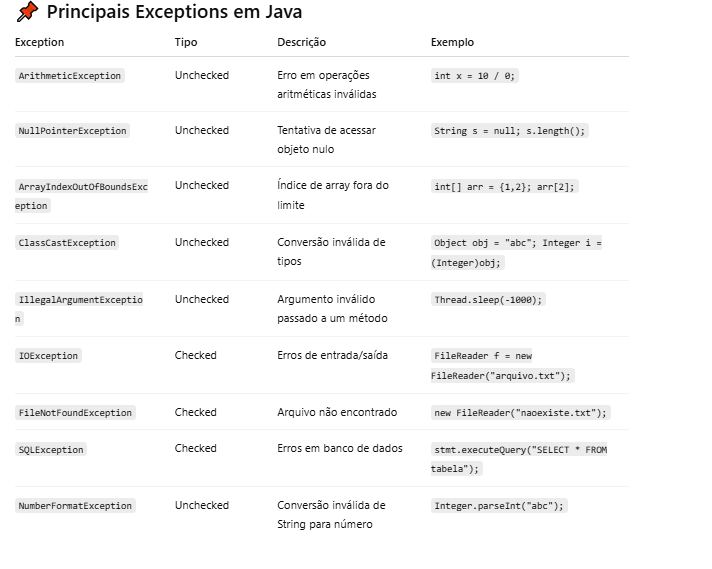 📌 Principais Exceptions em Java
Exception Tipo Descrição Exemplo
ArithmeticException Unchecked Erro em operações int x = 10 / 0;
aritméticas inválidas
NullPointerException Unchecked Tentativa de acessar String s = null; s.length();
objeto nulo
ArrayIndexOutOfBoundsExc Unchecked Índice de array fora do int[] arr = {1,2}; arr[2];
eption limite
ClassCastException Unchecked Conversão inválida de Object obj = "abc"; Integer i =
tipos (Integer)obj;
IllegalArgumentExceptio Unchecked Argumento inválido Thread.sleep(-1000);
n passado a um método
IOException Checked Erros de entrada/saída FileReader f = new
FileReader("arquivo.txt");
FileNotFoundException Checked Arquivo não encontrado new FileReader("naoexiste.txt");
SQLException Checked Erros em banco de dados stmt.executeQuery("SELECT * FROM
tabela");
NumberFormatException Unchecked Conversão inválida de Integer.parseInt("abc");
String para número